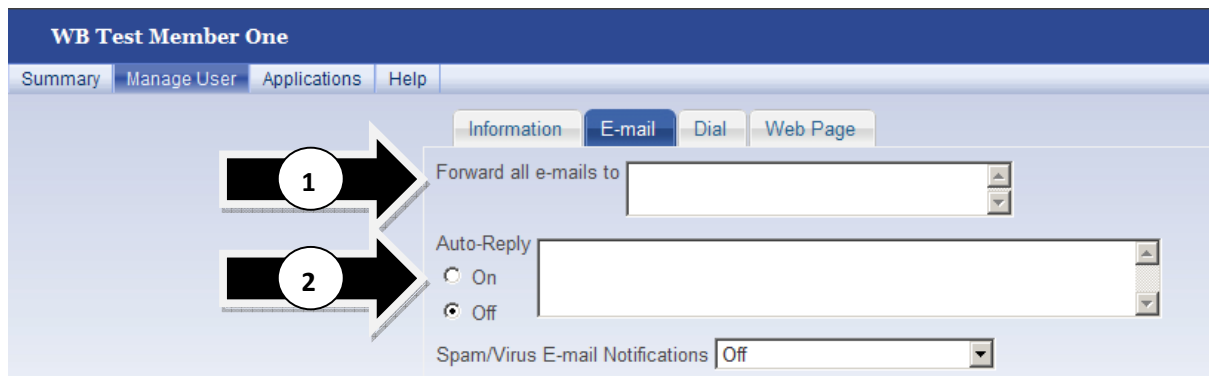 WB Test Member One
Summary Manage User Applications Help
Information E-mail Dial Web Page
1 Forward all e-mails to
Auto-Reply
2 On
Off
Spam/Virus E-mail Notifications Off